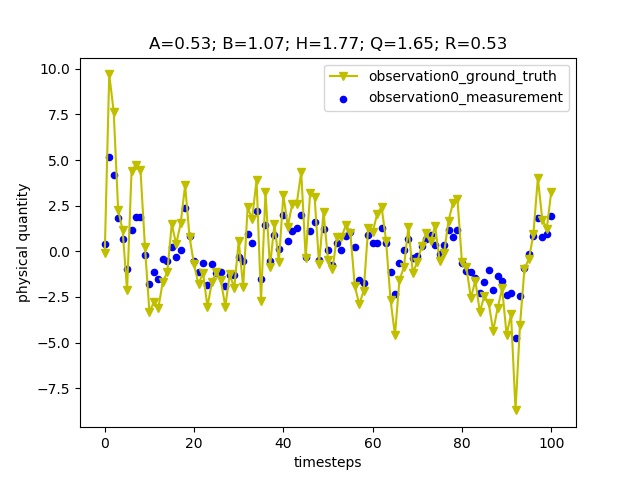 A=0.53; B=1.07; H=1.77; Q=1.65; R=0.53
observation0_ground_truth
observation0_measurement
physical quantity
10.0
7.5
5.0
2.5
0.0
−2.5
−5.0
−7.5
0
20
40
60
80
100
timesteps